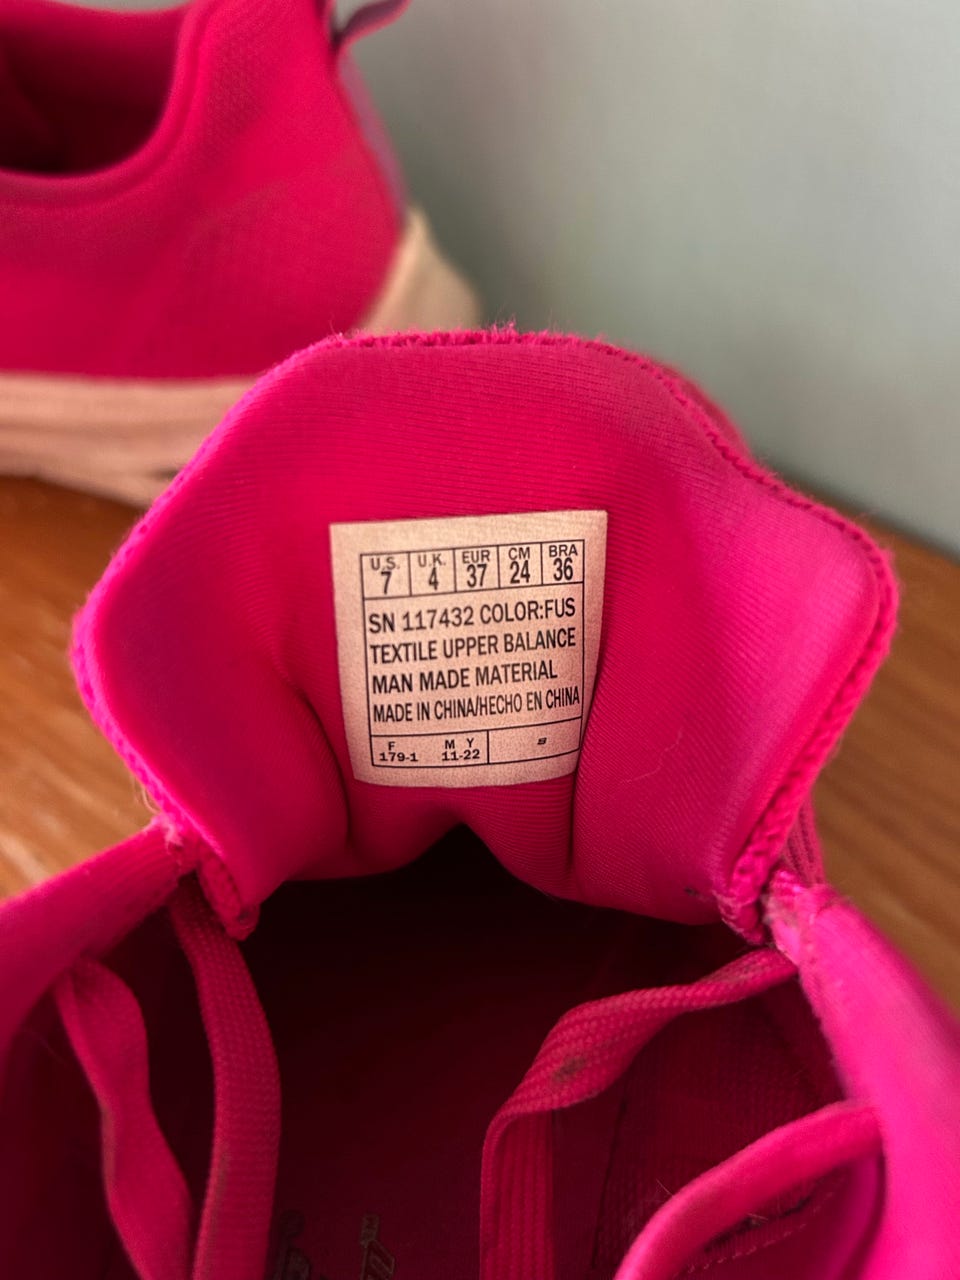 U.S. U.K. EUR CM BRA
7 4 37 24 36
SN 117432 COLOR:FUS
TEXTILE UPPER BALANCE
MAN MADE MATERIAL
MADE IN CHINA/HECHO EN CHINA
F M Y
179-1 11-22